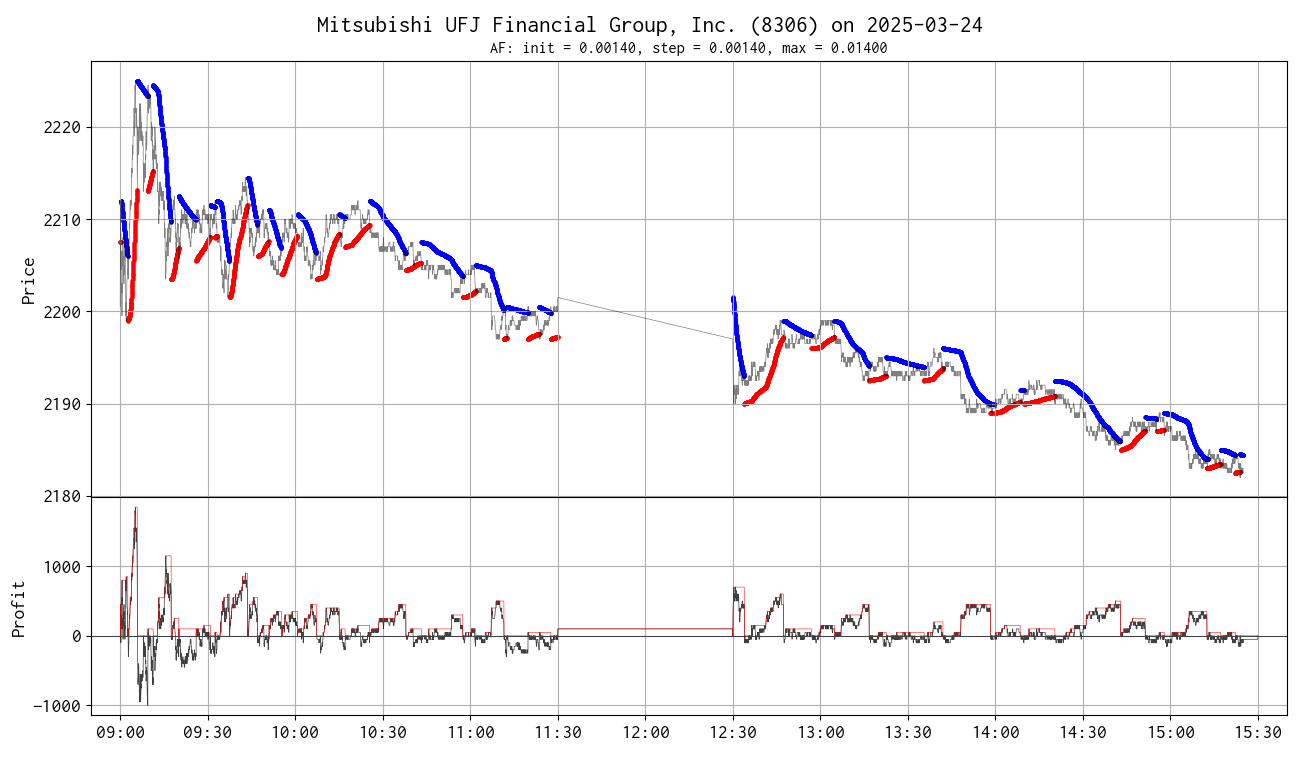 Mitsubishi UFJ Financial Group, Inc. (8306) on 2025-03-24
AF: init = 0.00140, step = 0.00140, max = 0.01400
Price
2220
2210
2200
2190
2180
Profit
1000
0
−1000
09:00 09:30 10:00 10:30 11:00 11:30 12:00 12:30 13:00 13:30 14:00 14:30 15:00 15:30